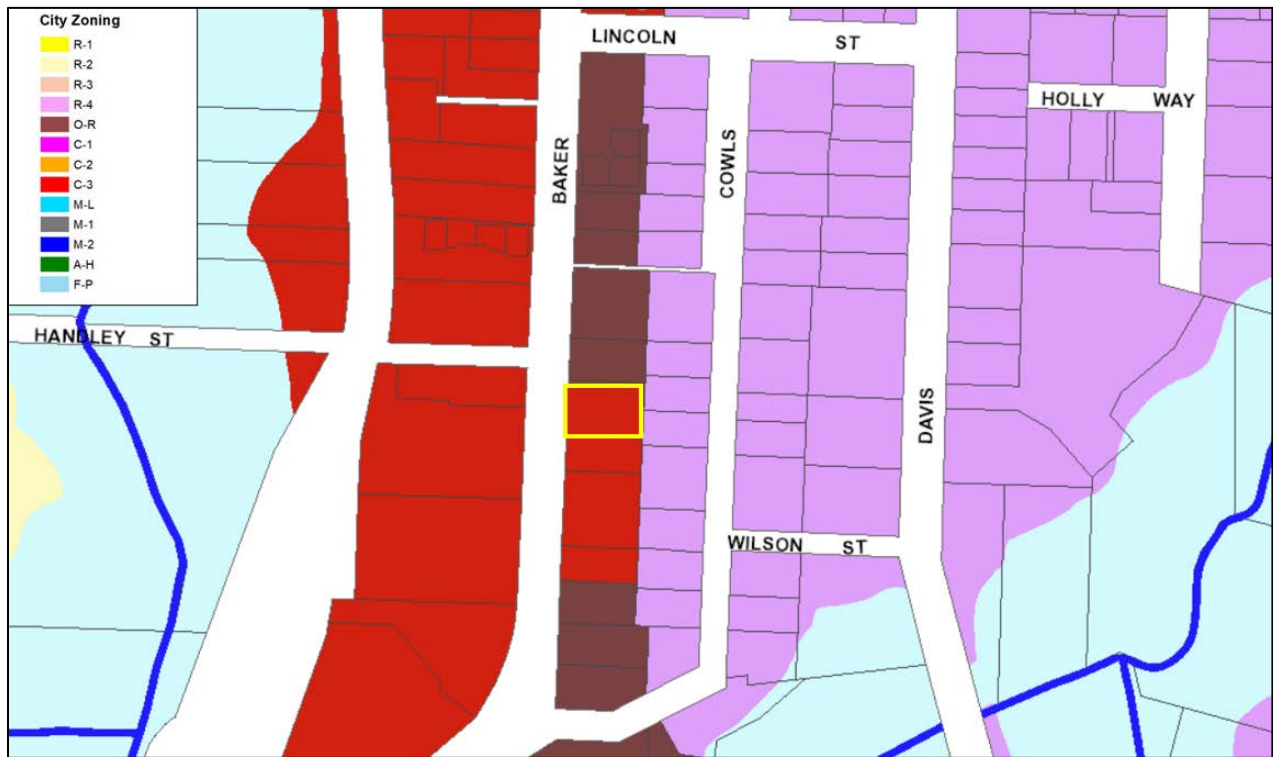 City Zoning
R-1
R-2
R-3
R-4
O-R
C-1
C-2
C-3
M-L
M-1
M-2
A-H
F-P
LINCOLN ST
HOLLY WAY
BAKER
COWLS
HANDLEY ST
DAVIS
WILSON ST